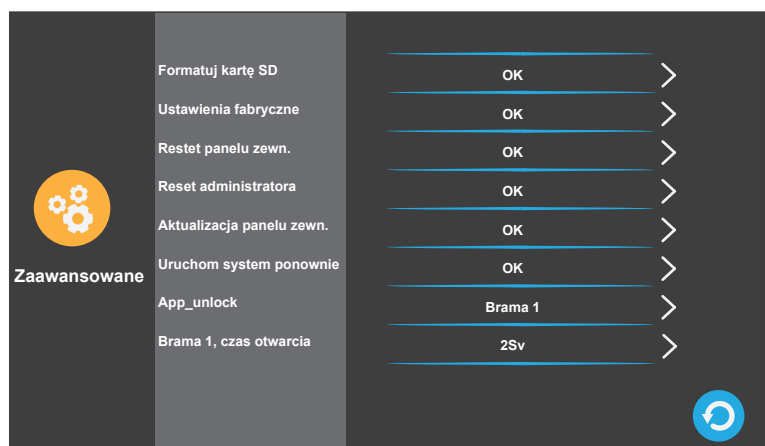 Formatuj kartę SD OK
Ustawienia fabryczne OK
Restet panelu zewn. OK
Reset administratora OK
Aktualizacja panelu zewn. OK
Uruchom system ponownie OK
Zaawansowane
App_unlock Brama 1
Brama 1, czas otwarcia 2Sv